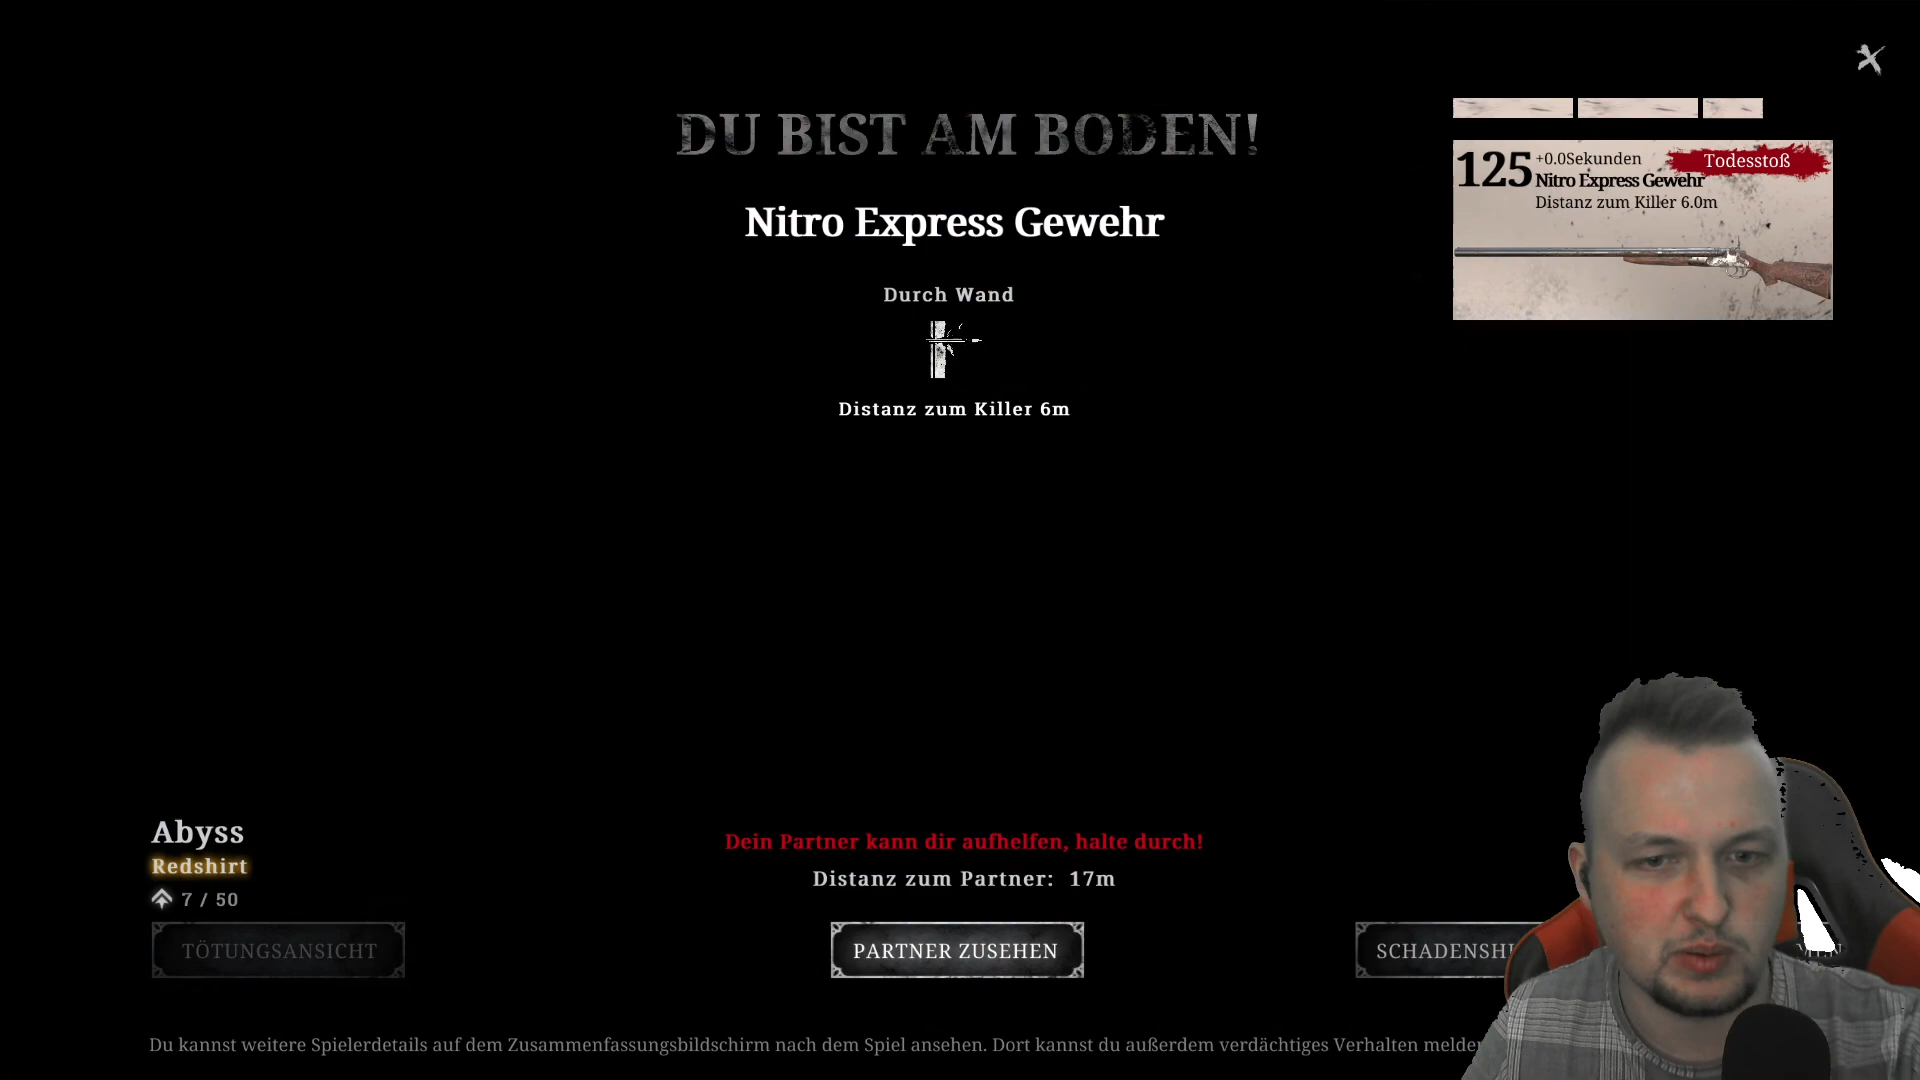 DU BIST AM BODEN!
Nitro Express Gewehr
Durch Wand
Distanz zum Killer 6m
125
+0.0Sekunden
Todesstoß
Nitro Express Gewehr
Distanz zum Killer 6.0m
Abyss
Redshirt
7 / 50
TÖTUNGSANSICHT
Dein Partner kann dir aufhelfen, halte durch!
Distanz zum Partner: 17m
PARTNER ZUSEHEN
Du kannst weitere Spielerdetails auf dem Zusammenfassungsbildschirm nach dem Spiel ansehen. Dort kannst du außerdem verdächtiges Verhalten